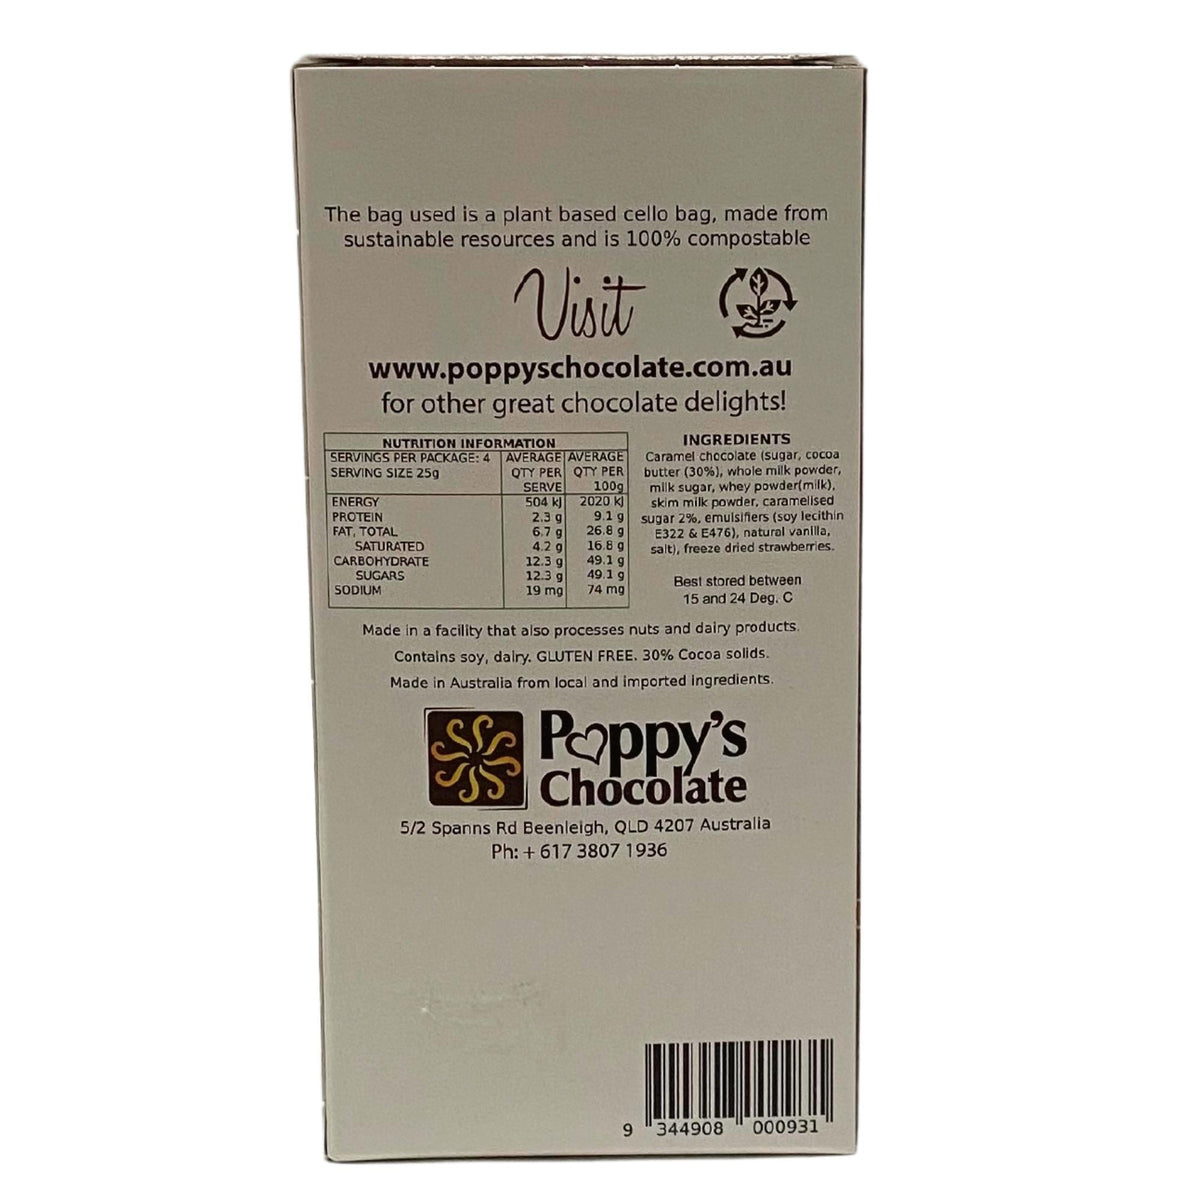 The bag used is a plant based cello bag, made from
sustainable resources and is 100% compostable
Visit
www.poppyschocolate.com.au
for other great chocolate delights!
NUTRITION INFORMATION
SERVINGS PER PACKAGE: 4
SERVING SIZE 25g
AVERAGE QTY PER SERVE
AVERAGE QTY PER 100g
ENERGY 504 kJ 2020 kJ
PROTEIN 2.3 g 9.1 g
FAT, TOTAL 6.7 g 26.8 g
SATURATED 4.2 g 16.8 g
CARBOHYDRATE 12.3 g 49.1 g
SUGARS 12.3 g 49.1 g
SODIUM 19 mg 74 mg
INGREDIENTS
Caramel chocolate (sugar, cocoa
butter (30%), whole milk powder,
milk sugar, whey powder(milk),
skim milk powder, caramelised
sugar 2%, emulsifiers (soy lecithin
E322 & E476), natural vanilla,
salt), freeze dried strawberries.
Best stored between
15 and 24 Deg. C
Made in a facility that also processes nuts and dairy products.
Contains soy, dairy. GLUTEN FREE. 30% Cocoa solids.
Made in Australia from local and imported ingredients.
Poppy's
Chocolate
5/2 Spanns Rd Beenleigh, QLD 4207 Australia
Ph: + 617 3807 1936
9 344908 000931